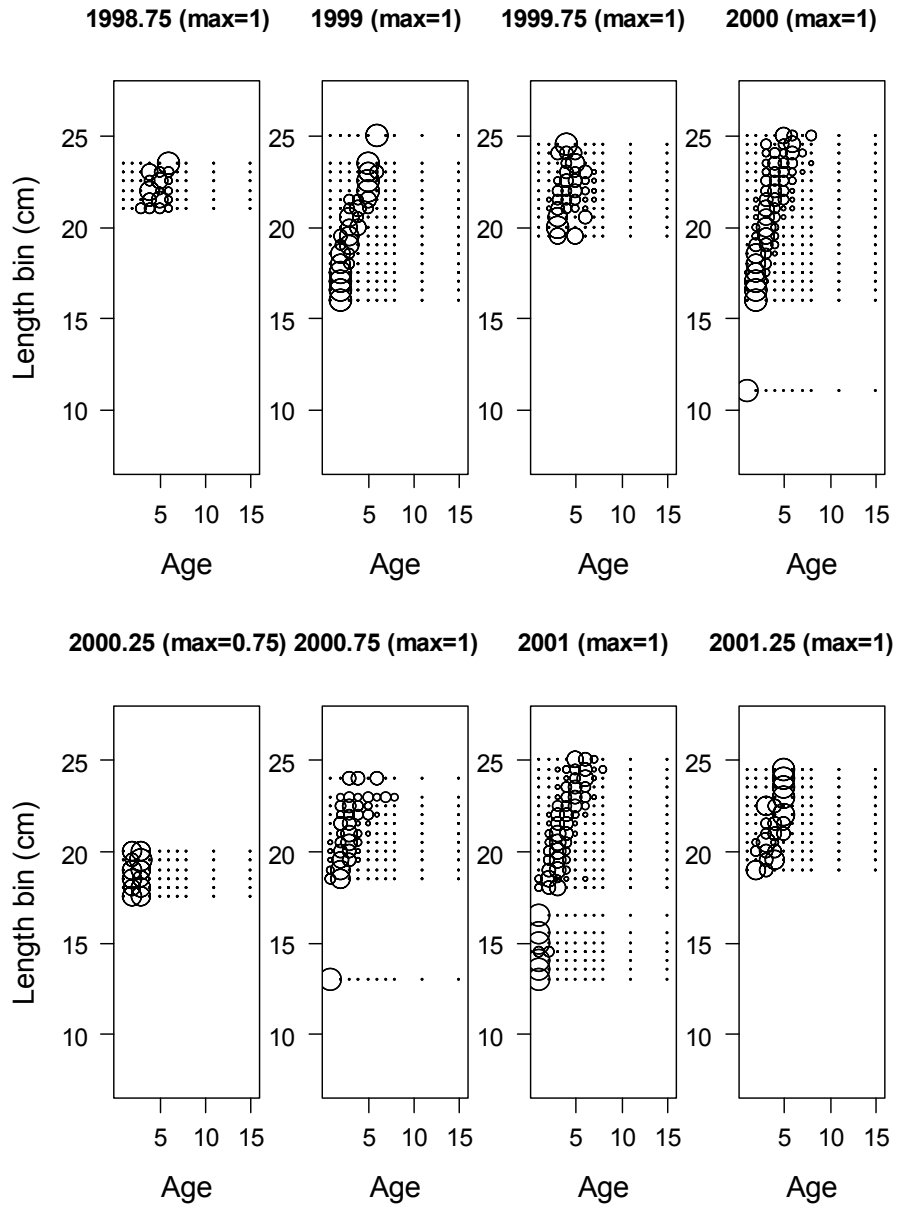 1998.75 (max=1) 1999 (max=1) 1999.75 (max=1) 2000 (max=1)
25 25 25 25
20 20 20 20
15 15 15 15
10 10 10 10
Length bin (cm)
5 10 15 5 10 15 5 10 15 5 10 15
Age Age Age Age
2000.25 (max=0.75) 2000.75 (max=1) 2001 (max=1) 2001.25 (max=1)
25 25 25 25
20 20 20 20
15 15 15 15
10 10 10 10
Length bin (cm)
5 10 15 5 10 15 5 10 15 5 10 15
Age Age Age Age